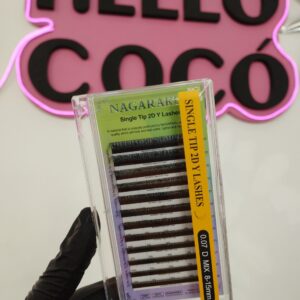 HELLO
COCÓ
NAGARAKU
Single Tip 2D Y Lashes
SINGLE TIP 2D Y LASHES
0.07 D MIX 8-15mm